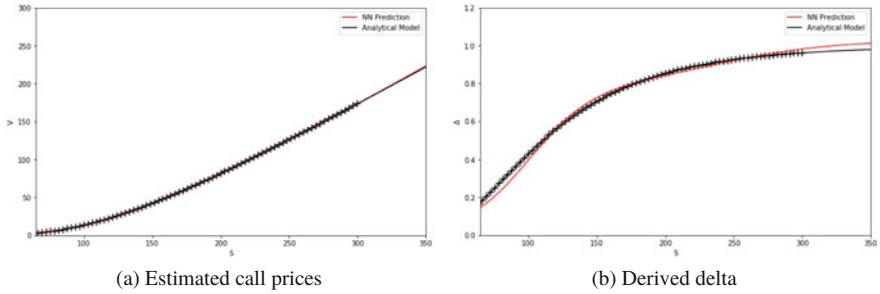 300
250
200
150
100
50
0
V
100
150
200
250
300
350
S
NN Prediction
Analytical Model
(a) Estimated call prices
1.2
1.0
0.8
0.6
0.4
0.2
0.0
Δ
100
150
200
250
300
350
S
NN Prediction
Analytical Model
(b) Derived delta